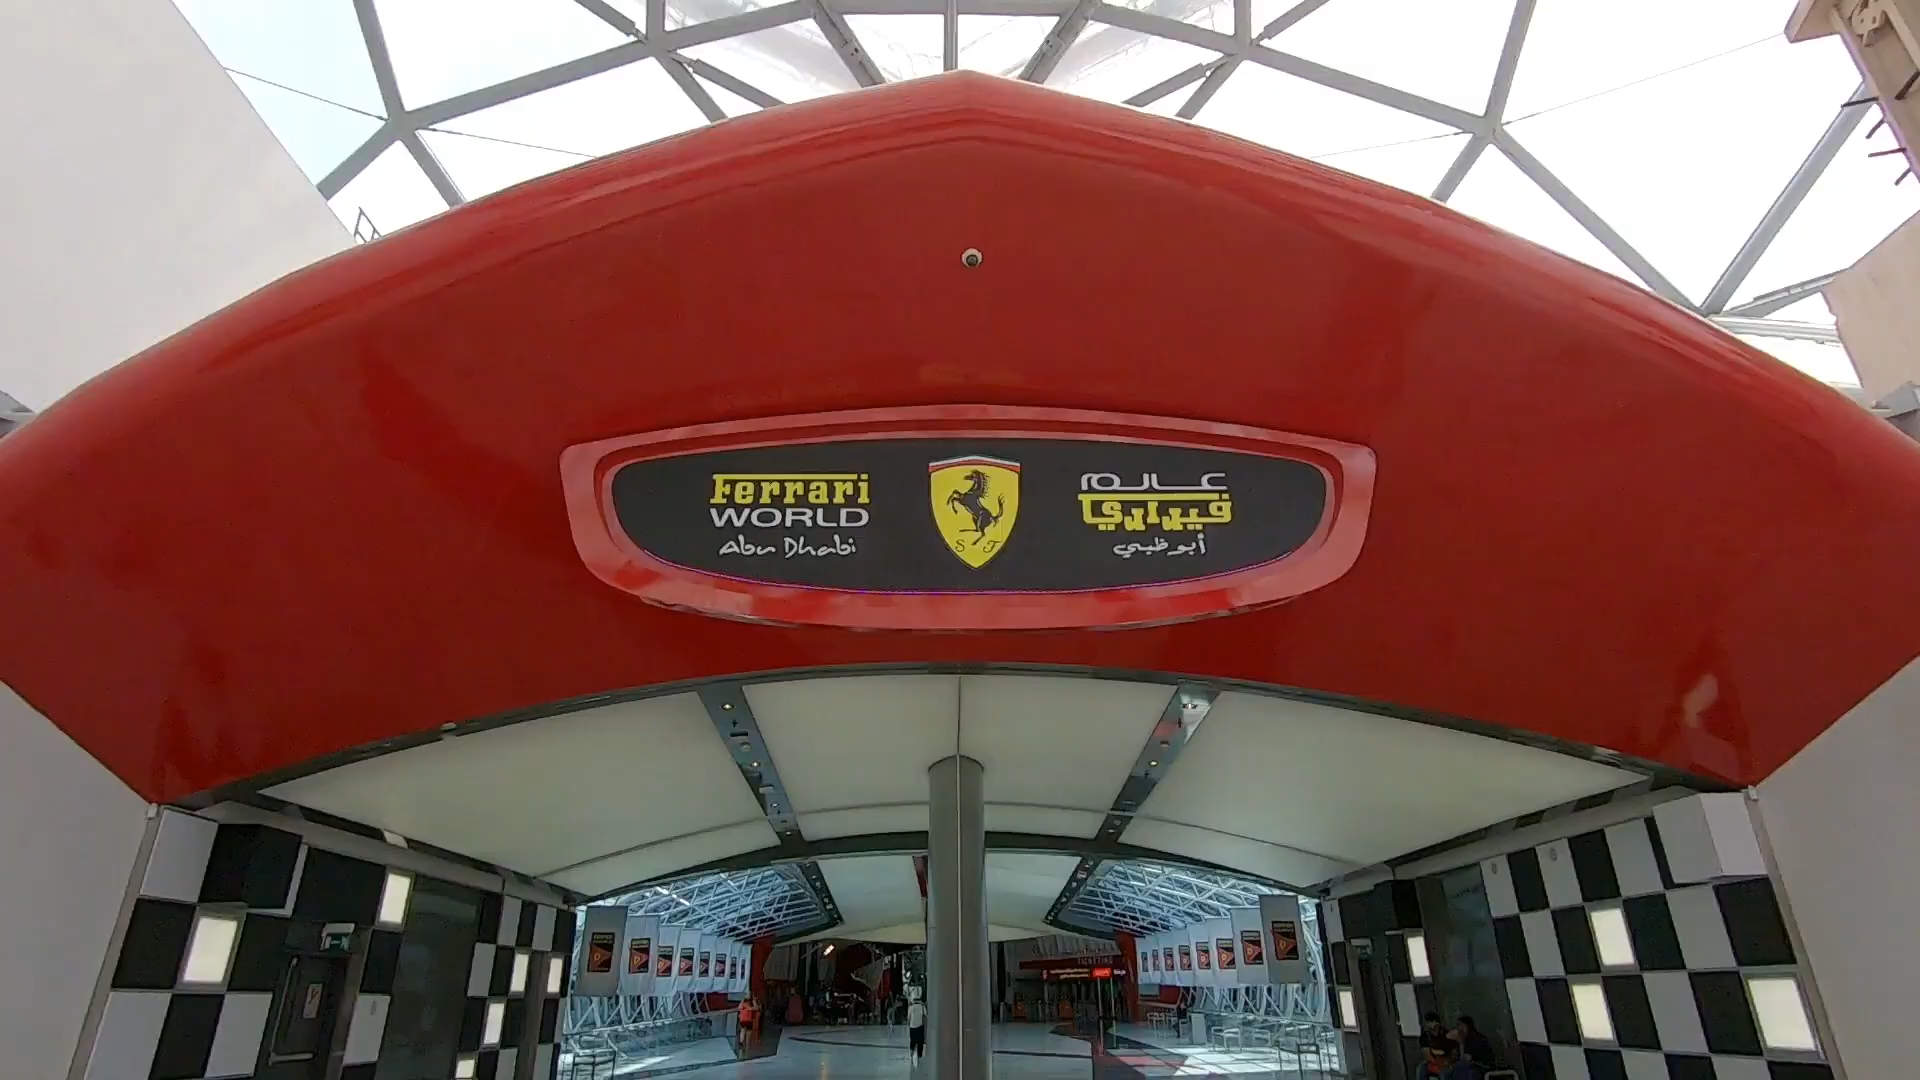 Ferrari
WORLD
Abu Dhabi
S F
عالم
فيراري
أبوظبي
TICKETING